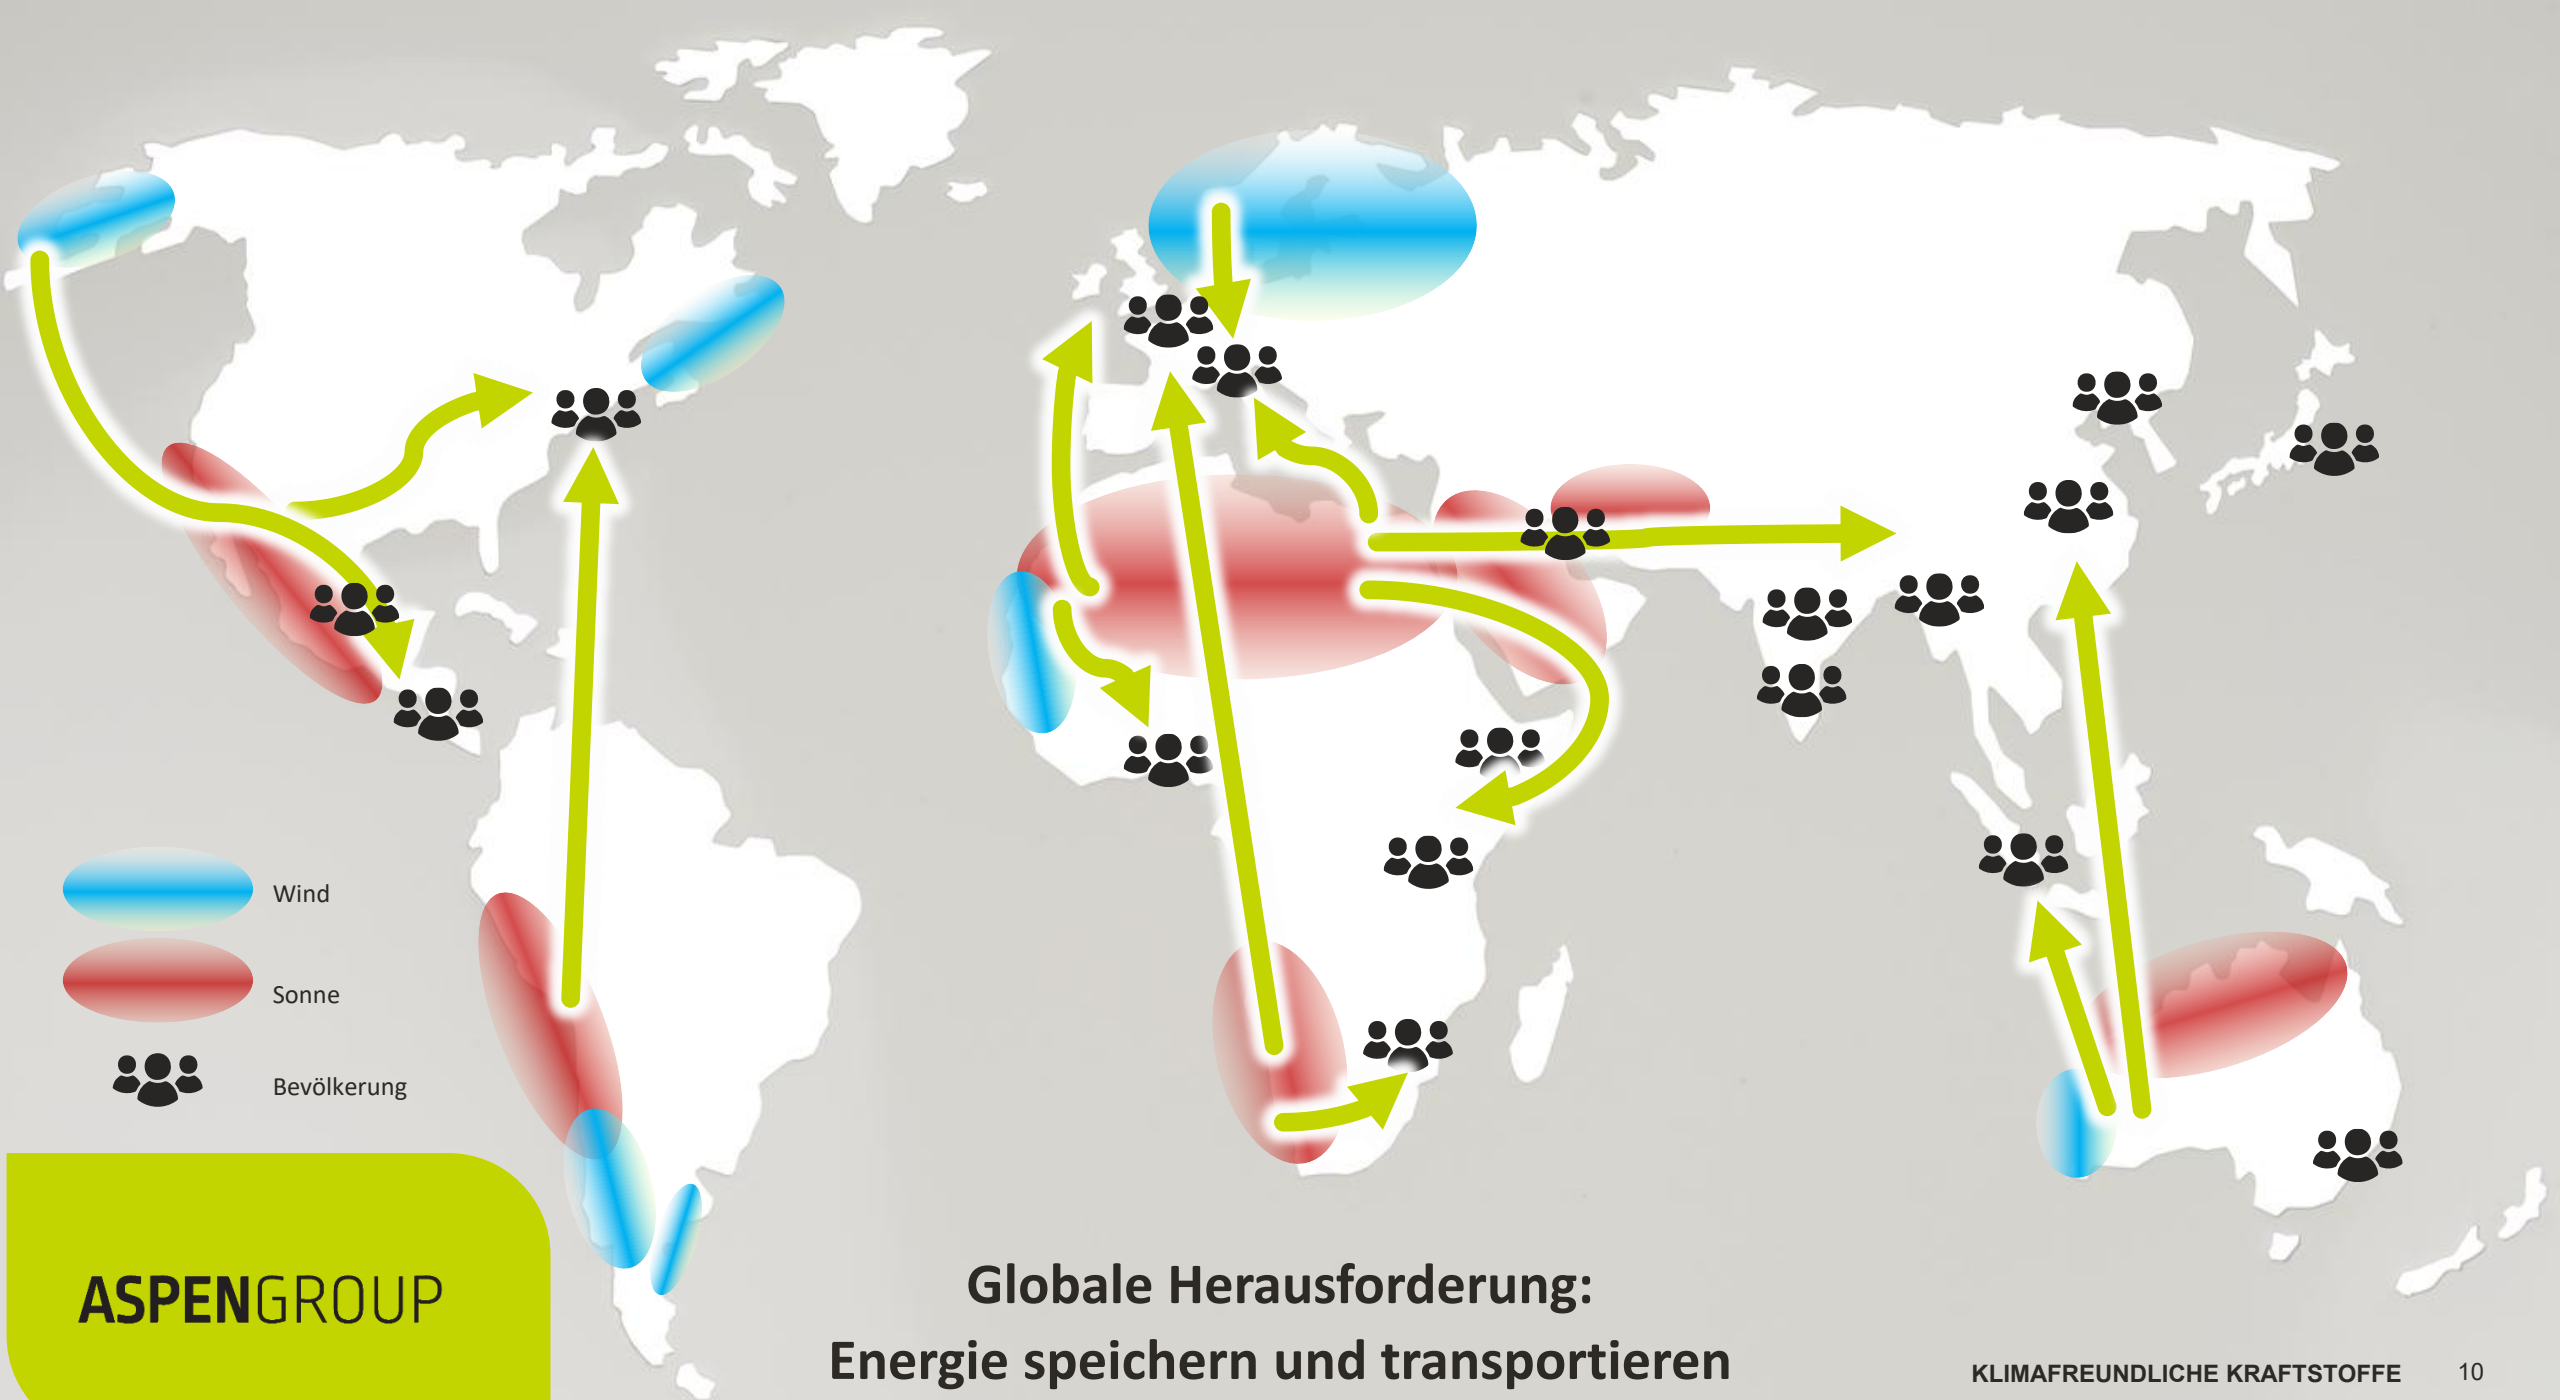 Wind
Sonne
Bevölkerung
ASPENGROUP
Globale Herausforderung:
Energie speichern und transportieren
KLIMAFREUNDLICHE KRAFTSTOFFE 10